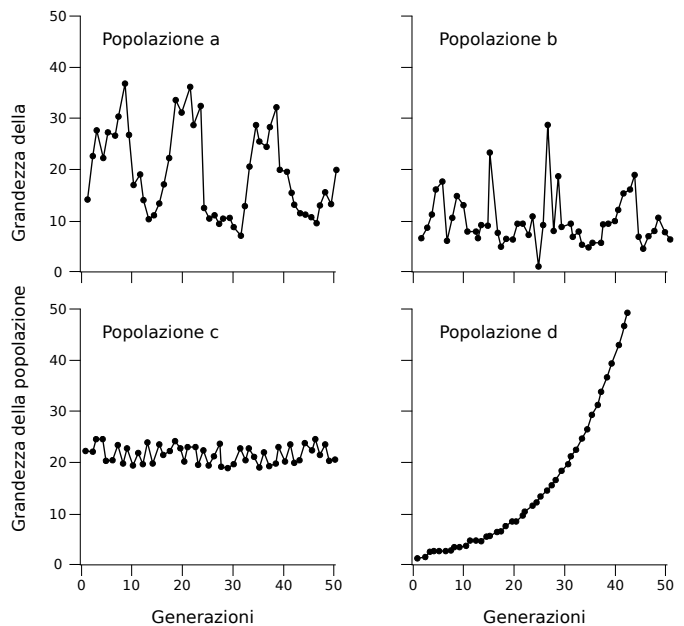 50
40
30
20
10
0
Grandezza della
Popolazione a
Popolazione b
50
40
30
20
10
0
Grandezza della popolazione
Popolazione c
Popolazione d
0 10 20 30 40 50
0 10 20 30 40 50
Generazioni
Generazioni